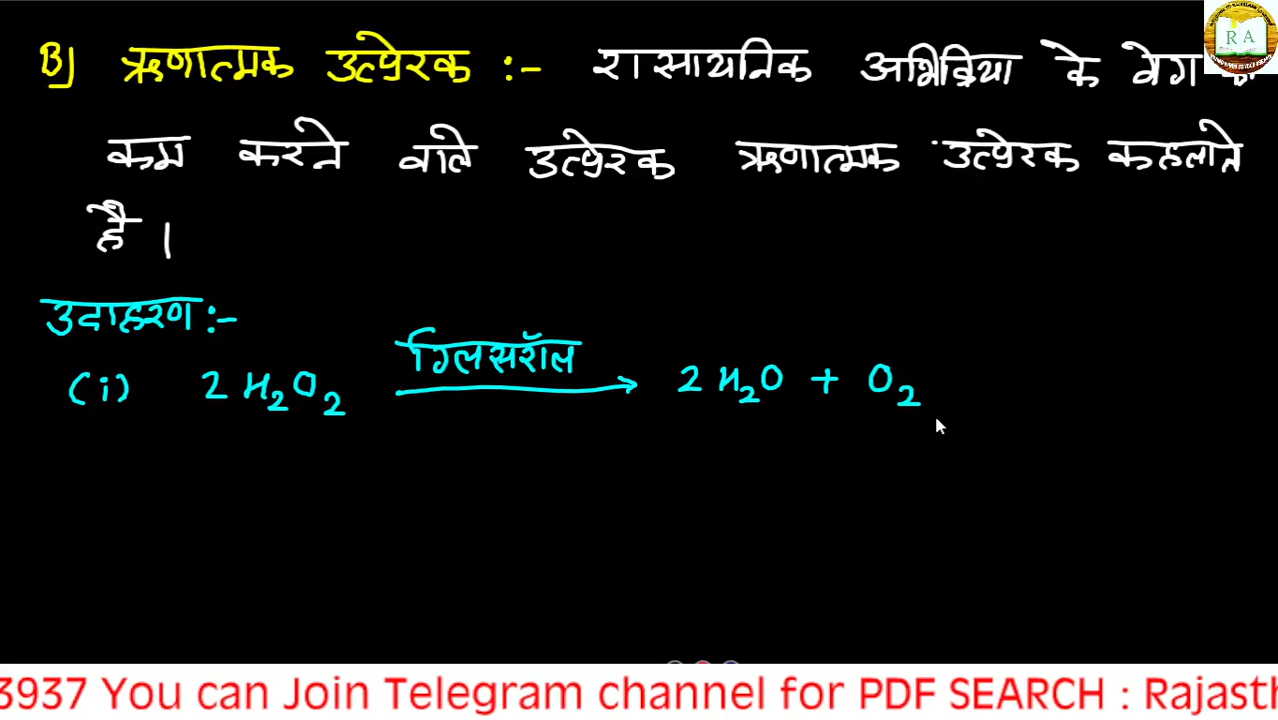 B) ऋणात्मक उत्प्रेरक :- रासायनिक अभिक्रिया के वेग को
RA
कम करने वाले उत्प्रेरक ऋणात्मक उत्प्रेरक कहलाते
है ।
उदाहरण :-
(i) 2H₂O₂ ग्लिसरॉल → 2H₂O + O₂
3937 You can Join Telegram channel for PDF SEARCH : Rajasth